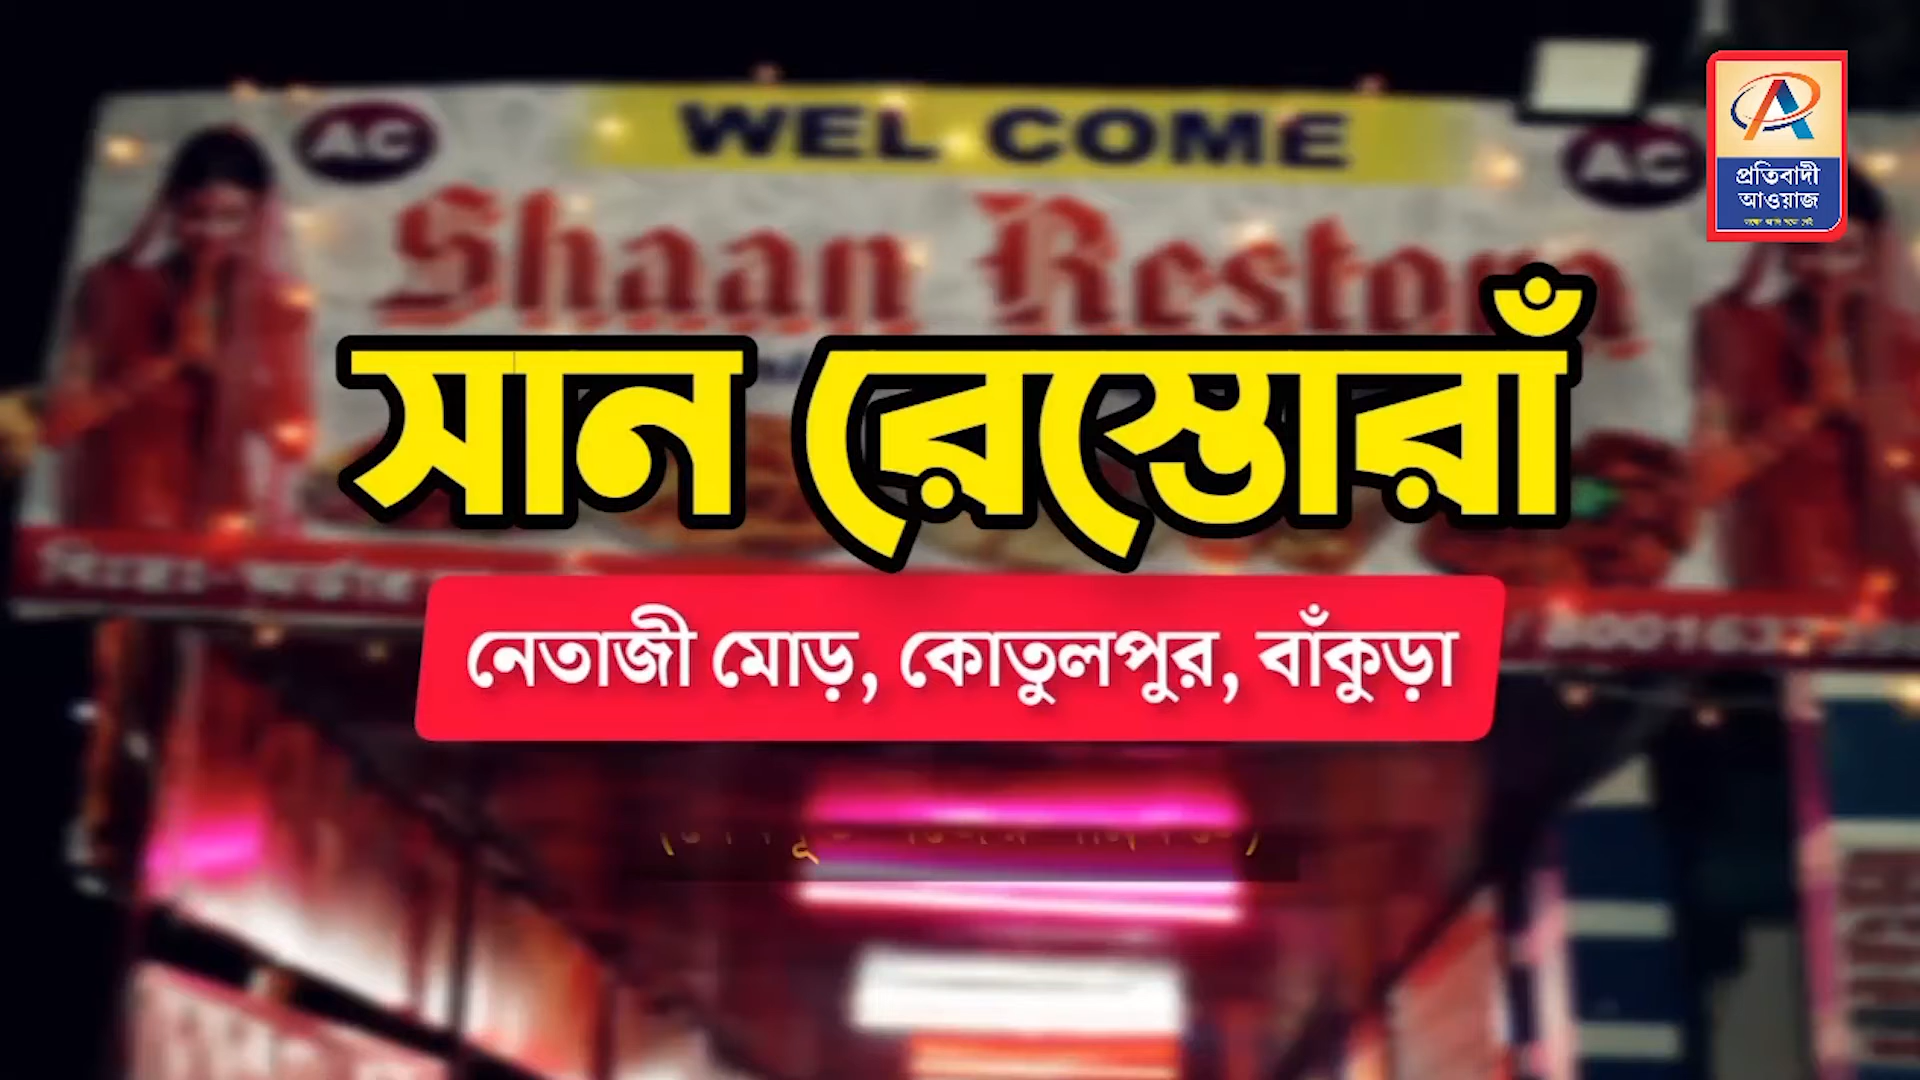 WEL COME
AC
AC
Shaan Restora
প্রতিবাদী
আওয়াজ
সান রেস্তোরাঁ
নেতাজী মোড়, কোতুলপুর, বাঁকুড়া